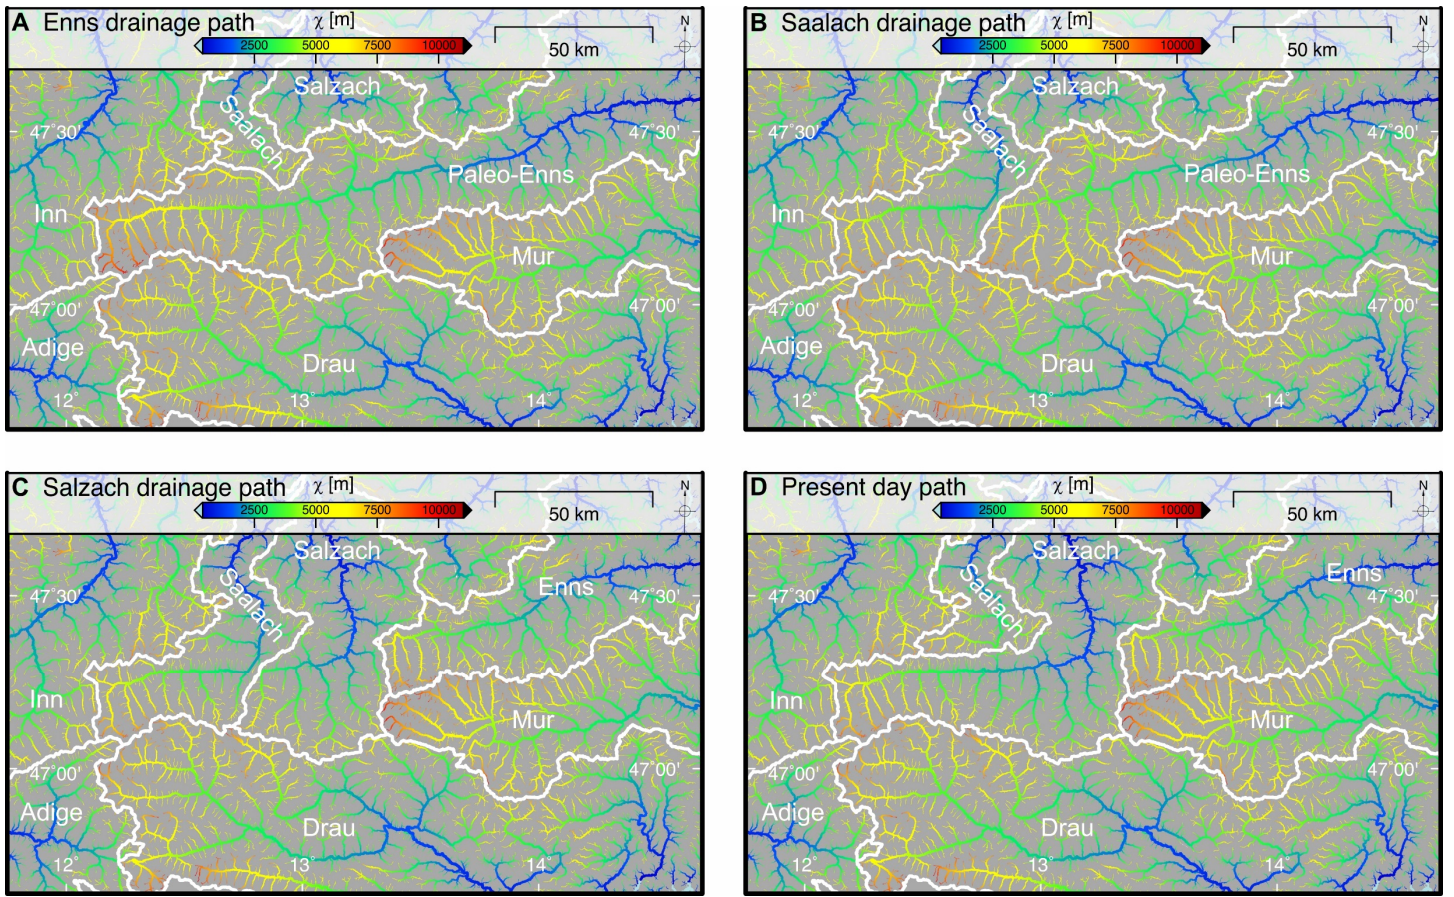 A Enns drainage path χ [m] N
2500 5000 7500 10000
50 km
Salzach
Saalach
47°30' 47°30'
Paleo-Enns
Inn
Mur
47°00' 47°00'
Adige
Drau
12° 13° 14°
B Saalach drainage path χ [m] N
2500 5000 7500 10000
50 km
Salzach
Saalach
47°30' 47°30'
Paleo-Enns
Inn
Mur
47°00' 47°00'
Adige
Drau
12° 13° 14°
C Salzach drainage path χ [m] N
2500 5000 7500 10000
50 km
Salzach
Saalach
Enns
47°30' 47°30'
Inn
Mur
47°00' 47°00'
Adige
Drau
12° 13° 14°
D Present day path χ [m] N
2500 5000 7500 10000
50 km
Salzach
Saalach
Enns
47°30' 47°30'
Inn
Mur
47°00' 47°00'
Adige
Drau
12° 13° 14°